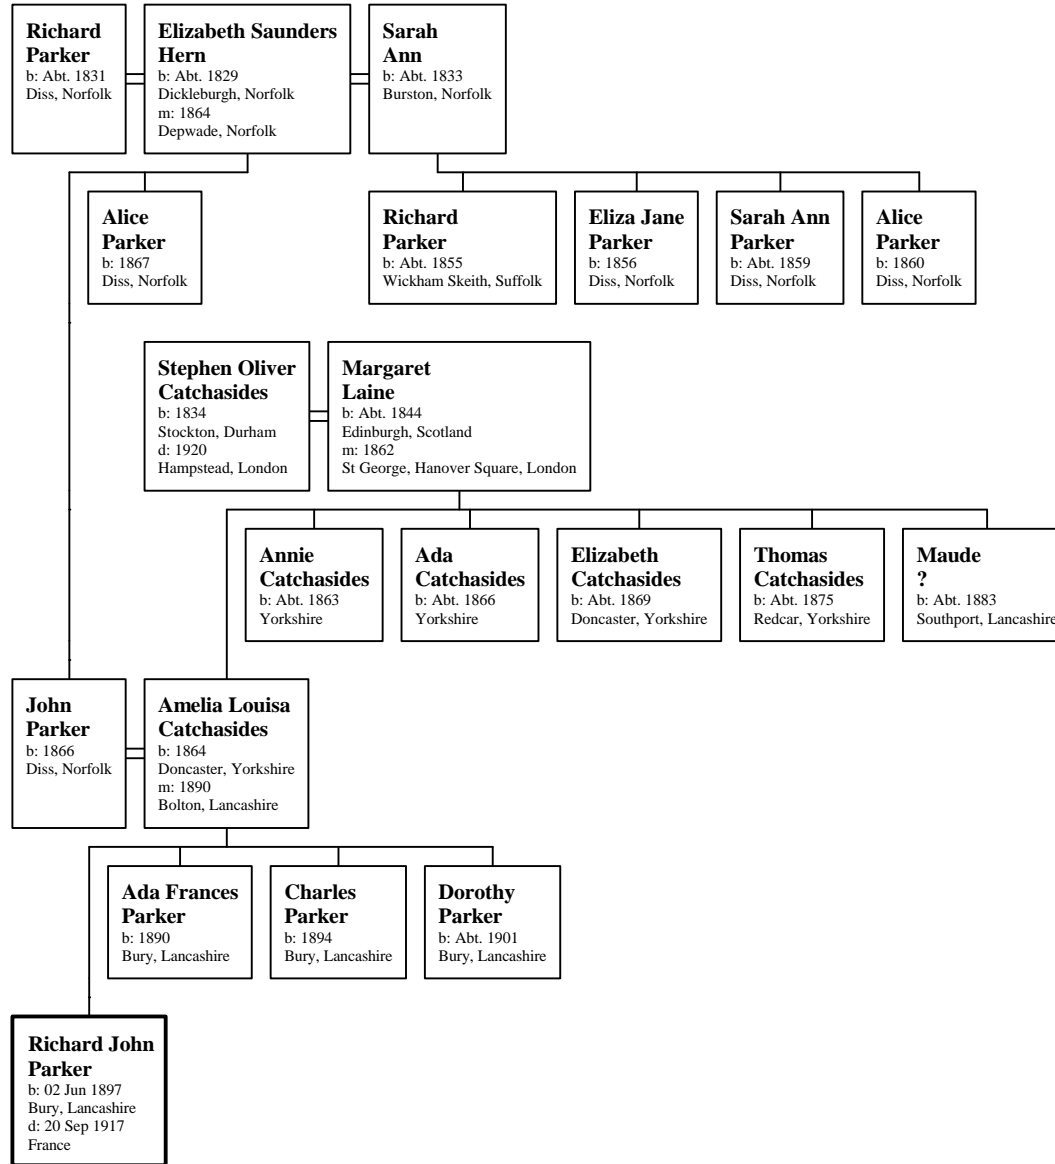 Richard
Parker
b: Abt. 1831
Diss, Norfolk
Elizabeth Saunders
Hern
b: Abt. 1829
Dickleburgh, Norfolk
m: 1864
Depwade, Norfolk
Sarah
Ann
b: Abt. 1833
Burston, Norfolk
Alice
Parker
b: 1867
Diss, Norfolk
Richard
Parker
b: Abt. 1855
Wickham Skeith, Suffolk
Eliza Jane
Parker
b: 1856
Diss, Norfolk
Sarah Ann
Parker
b: Abt. 1859
Diss, Norfolk
Alice
Parker
b: 1860
Diss, Norfolk
Stephen Oliver
Catchasides
b: 1834
Stockton, Durham
d: 1920
Hampstead, London
Margaret
Laine
b: Abt. 1844
Edinburgh, Scotland
m: 1862
St George, Hanover Square, London
Annie
Catchasides
b: Abt. 1863
Yorkshire
Ada
Catchasides
b: Abt. 1866
Yorkshire
Elizabeth
Catchasides
b: Abt. 1869
Doncaster, Yorkshire
Thomas
Catchasides
b: Abt. 1875
Redcar, Yorkshire
Maude
?
b: Abt. 1883
Southport, Lancashire
John
Parker
b: 1866
Diss, Norfolk
Amelia Louisa
Catchasides
b: 1864
Doncaster, Yorkshire
m: 1890
Bolton, Lancashire
Ada Frances
Parker
b: 1890
Bury, Lancashire
Charles
Parker
b: 1894
Bury, Lancashire
Dorothy
Parker
b: Abt. 1901
Bury, Lancashire
Richard John
Parker
b: 02 Jun 1897
Bury, Lancashire
d: 20 Sep 1917
France